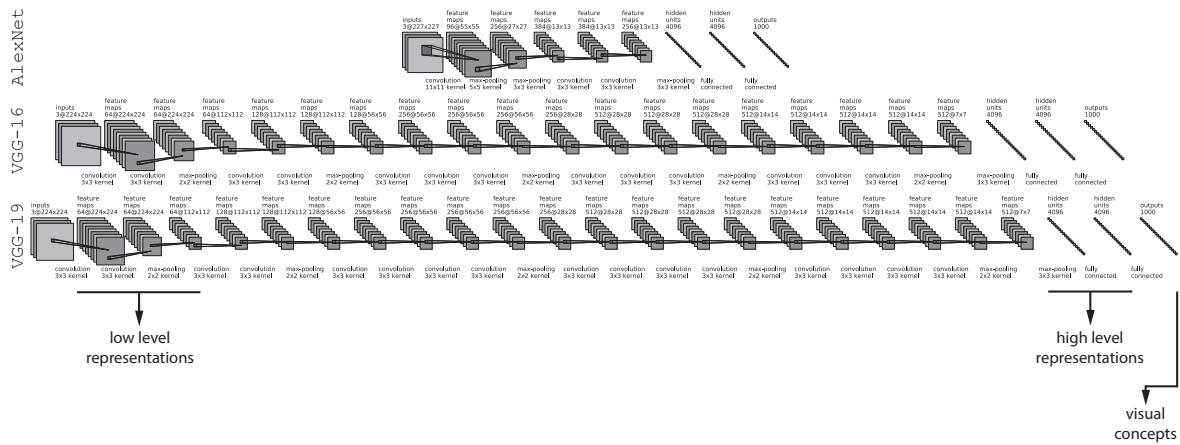 AlexNet
feature feature feature feature feature hidden hidden
inputs maps maps maps maps maps units units outputs
3@227x227 96@55x55 256@27x27 384@13x13 384@13x13 256@13x13 4096 4096 1000
convolution max-pooling max-pooling convolution convolution max-pooling fully fully
11x11 kernel 5x5 kernel 3x3 kernel 3x3 kernel 3x3 kernel 3x3 kernel connected connected
VGG-16
feature feature feature feature feature feature feature feature feature feature feature feature feature feature feature feature feature feature hidden hidden
inputs maps maps maps maps maps maps maps maps maps maps maps maps maps maps maps maps maps maps units units outputs
3@224x224 64@224x224 64@224x224 64@112x112 128@112x112 128@112x112 128@56x56 256@56x56 256@56x56 256@56x56 256@28x28 512@28x28 512@28x28 512@28x28 512@14x14 512@14x14 512@14x14 512@14x14 512@7x7 4096 4096 1000
convolution convolution max-pooling convolution convolution max-pooling convolution convolution convolution max-pooling convolution convolution convolution max-pooling convolution convolution convolution max-pooling max-pooling fully fully
3x3 kernel 3x3 kernel 2x2 kernel 3x3 kernel 3x3 kernel 2x2 kernel 3x3 kernel 3x3 kernel 3x3 kernel 2x2 kernel 3x3 kernel 3x3 kernel 3x3 kernel 2x2 kernel 3x3 kernel 3x3 kernel 3x3 kernel 2x2 kernel 3x3 kernel connected connected
VGG-19
feature feature feature feature feature feature feature feature feature feature feature feature feature feature feature feature feature feature feature feature feature hidden hidden
inputs maps maps maps maps maps maps maps maps maps maps maps maps maps maps maps maps maps maps maps maps maps units units outputs
3@224x224 64@224x224 64@224x224 64@112x112 128@112x112 128@112x112 128@56x56 256@56x56 256@56x56 256@56x56 256@56x56 256@28x28 512@28x28 512@28x28 512@28x28 512@28x28 512@14x14 512@14x14 512@14x14 512@14x14 512@14x14 512@7x7 4096 4096 1000
convolution convolution max-pooling convolution convolution max-pooling convolution convolution convolution convolution max-pooling convolution convolution convolution convolution max-pooling convolution convolution convolution convolution max-pooling max-pooling fully fully
3x3 kernel 3x3 kernel 2x2 kernel 3x3 kernel 3x3 kernel 2x2 kernel 3x3 kernel 3x3 kernel 3x3 kernel 3x3 kernel 2x2 kernel 3x3 kernel 3x3 kernel 3x3 kernel 3x3 kernel 2x2 kernel 3x3 kernel 3x3 kernel 3x3 kernel 3x3 kernel 2x2 kernel 3x3 kernel connected connected
low level
representations
high level
representations
visual
concepts